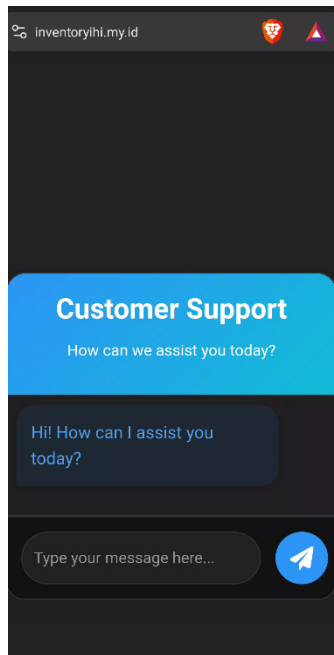 inventoryihi.my.id
Customer Support
How can we assist you today?
Hi! How can I assist you
today?
Type your message here...